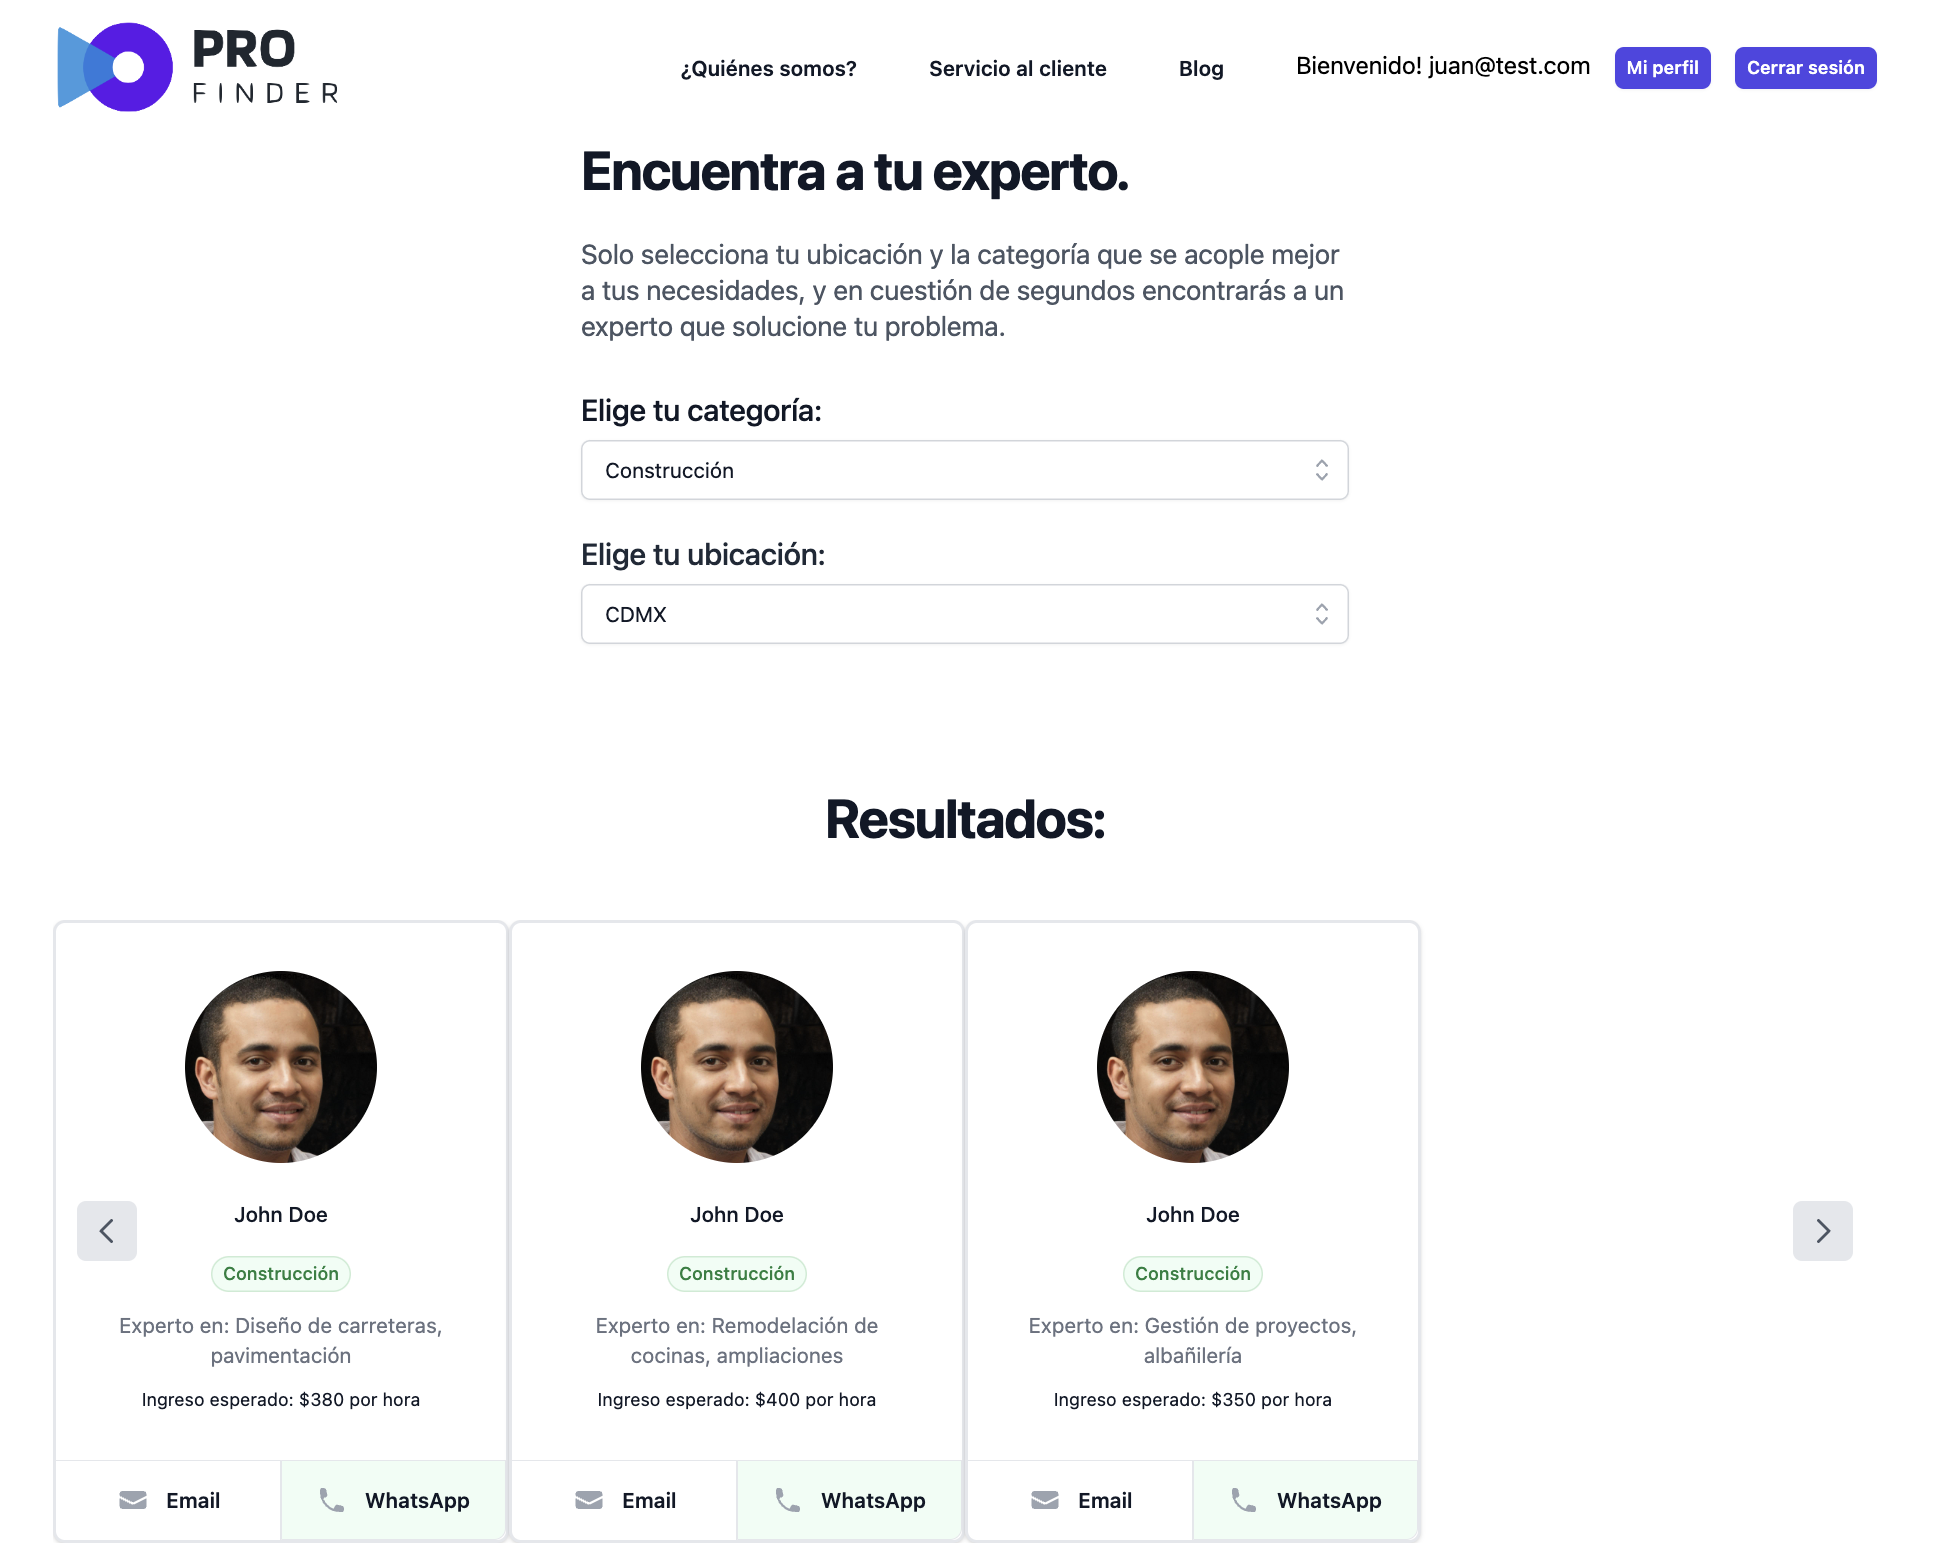 PRO
FINDER
¿Quiénes somos?
Servicio al cliente
Blog
Bienvenido! juan@test.com
Mi perfil
Cerrar sesión
Encuentra a tu experto.
Solo selecciona tu ubicación y la categoría que se acople mejor
a tus necesidades, y en cuestión de segundos encontrarás a un
experto que solucione tu problema.
Elige tu categoría:
Construcción
Elige tu ubicación:
CDMX
Resultados:
John Doe
Construcción
Experto en: Diseño de carreteras,
pavimentación
Ingreso esperado: $380 por hora
Email
WhatsApp
John Doe
Construcción
Experto en: Remodelación de
cocinas, ampliaciones
Ingreso esperado: $400 por hora
Email
WhatsApp
John Doe
Construcción
Experto en: Gestión de proyectos,
albañilería
Ingreso esperado: $350 por hora
Email
WhatsApp